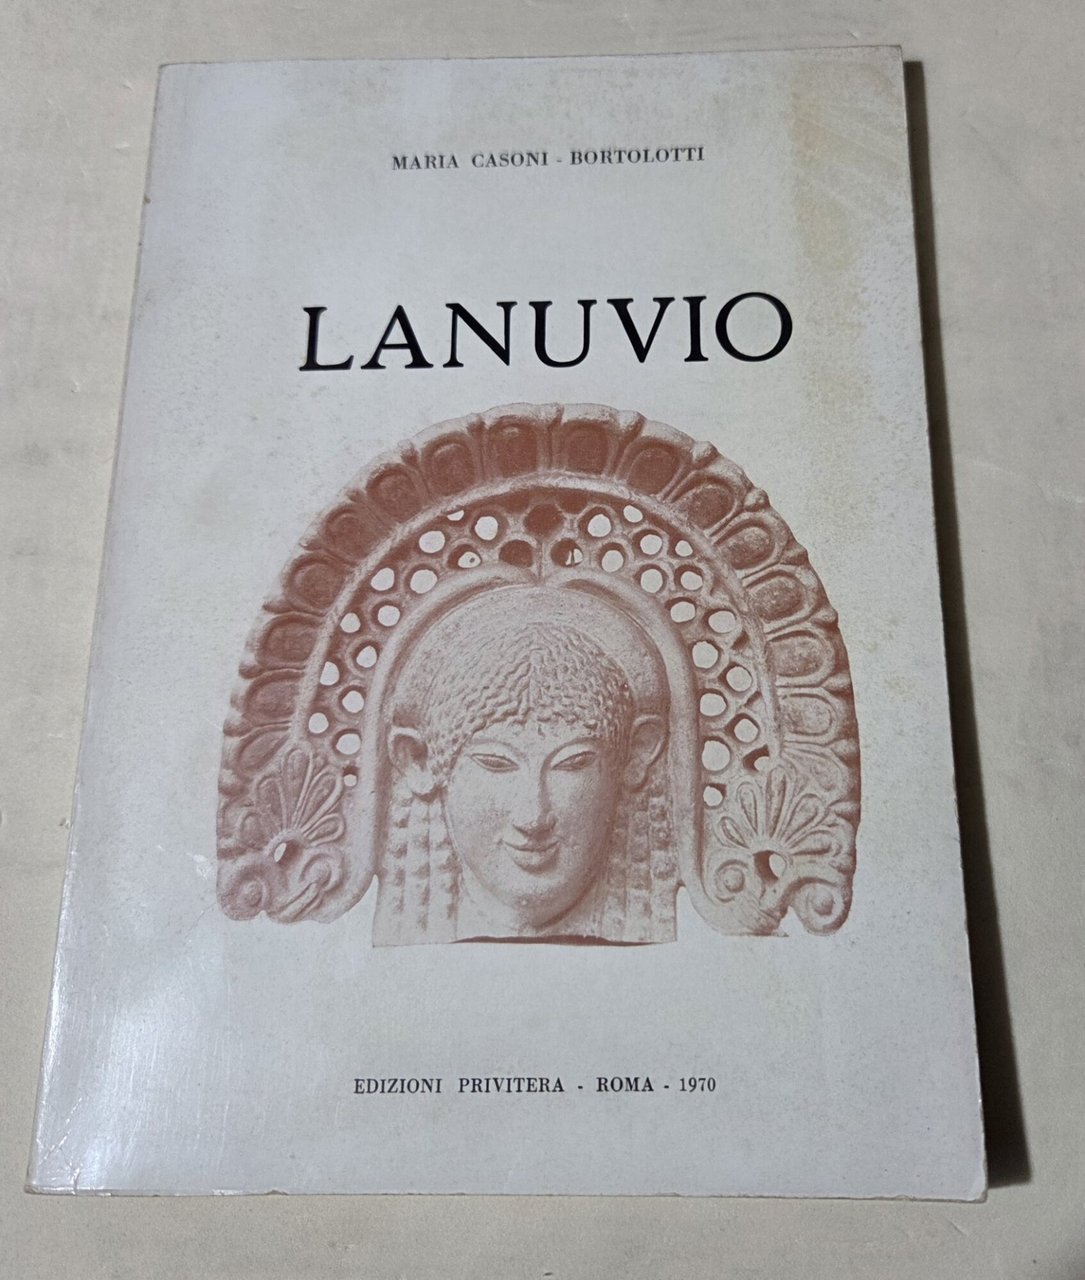 MARIA CASONI - BORTOLOTTI
LANUVIO
EDIZIONI PRIVITERA - ROMA - 1970